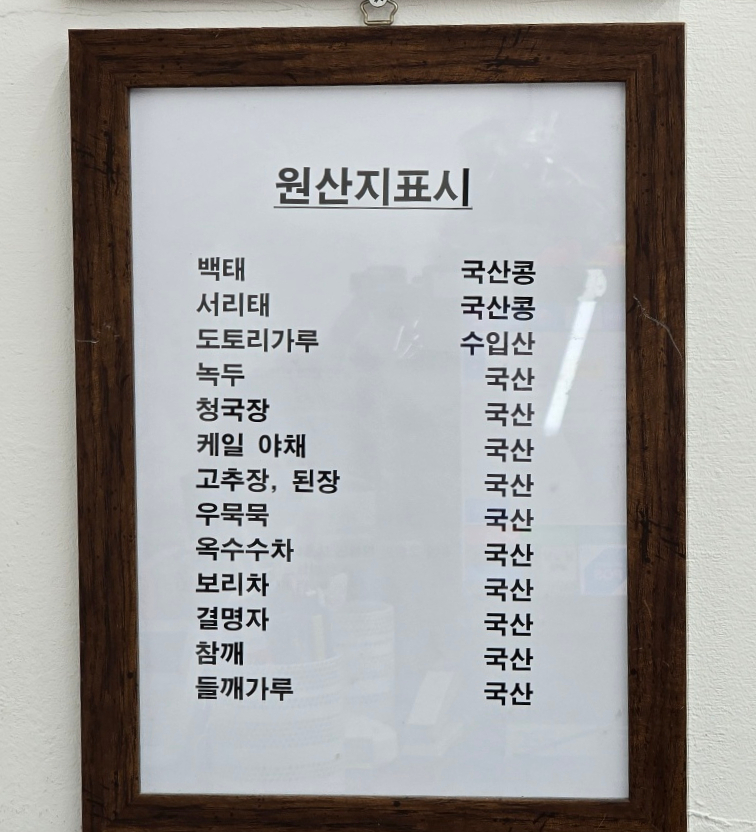 원산지표시
백태 국산콩
서리태 국산콩
도토리가루 수입산
녹두 국산
청국장 국산
케일 야채 국산
고추장, 된장 국산
우묵묵 국산
옥수수차 국산
보리차 국산
결명자 국산
참깨 국산
들깨가루 국산